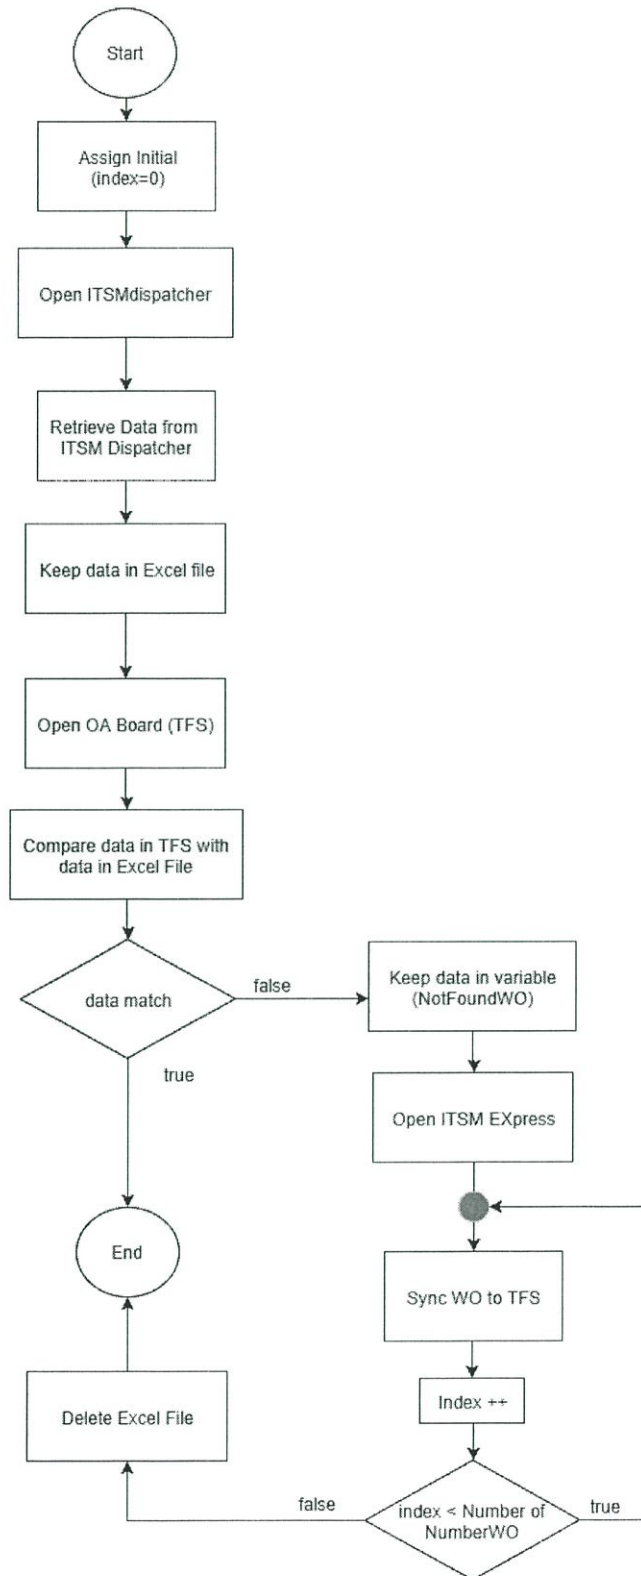 Start
Assign Initial
(index=0)
Open ITSMdispatcher
Retrieve Data from
ITSM Dispatcher
Keep data in Excel file
Open OA Board (TFS)
Compare data in TFS with
data in Excel File
data match
false
true
Keep data in variable
(NotFoundWO)
Open ITSM EXpress
Sync WO to TFS
Index ++
index < Number of
NumberWO
true
false
Delete Excel File
End